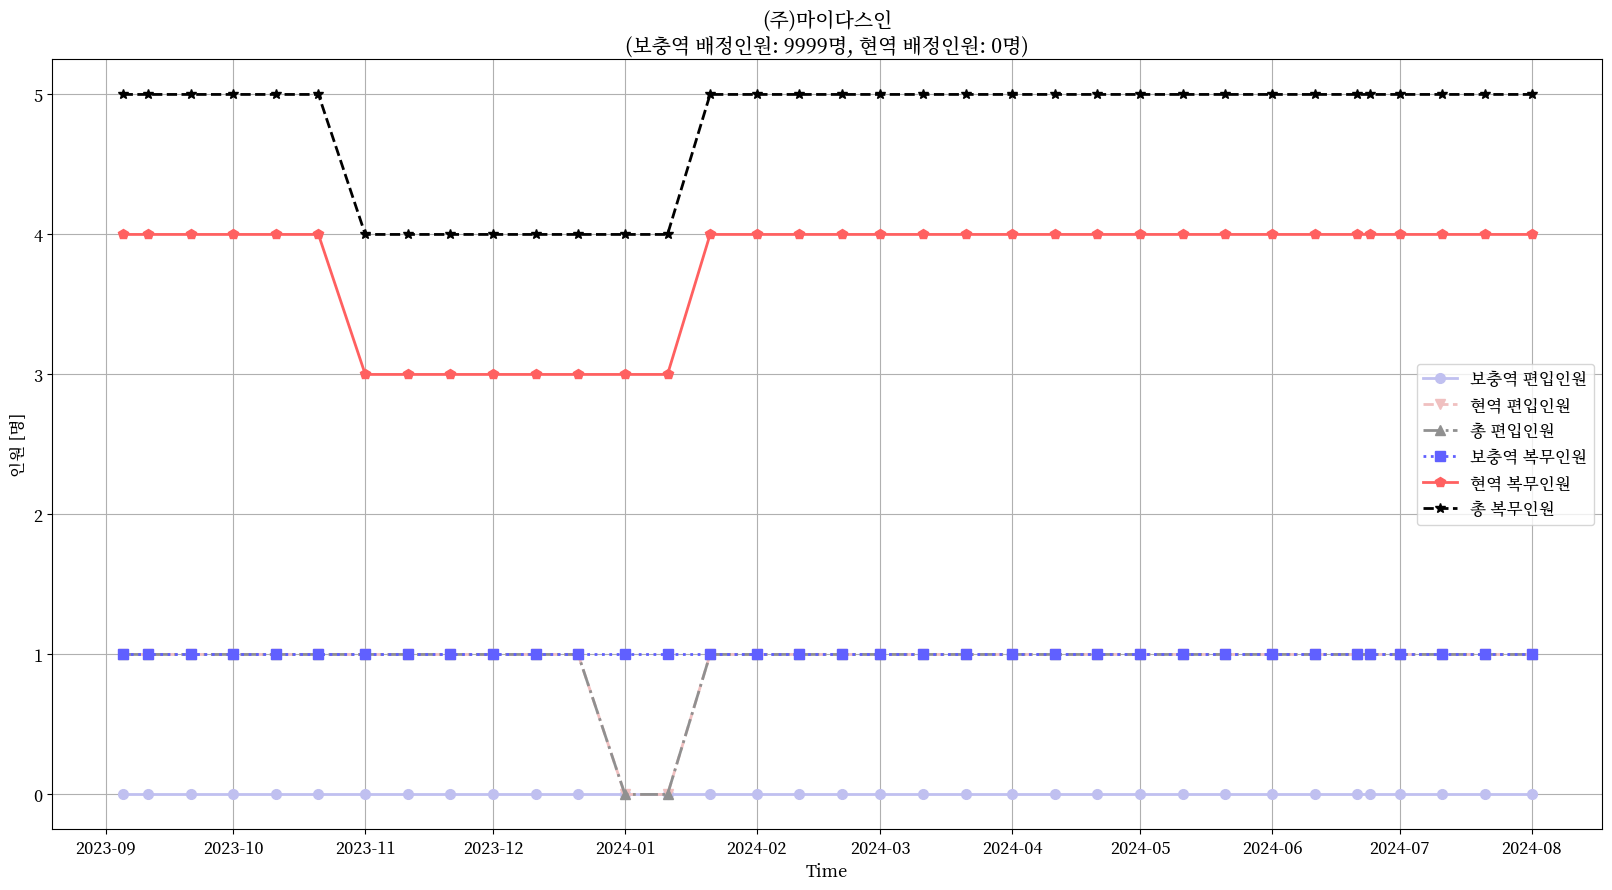 (주)마이다스인
(보충역 배정인원: 9999명, 현역 배정인원: 0명)
인원 [명]
5
4
3
2
1
0
보충역 편입인원
현역 편입인원
총 편입인원
보충역 복무인원
현역 복무인원
총 복무인원
2023-09 2023-10 2023-11 2023-12 2024-01 2024-02 2024-03 2024-04 2024-05 2024-06 2024-07 2024-08
Time